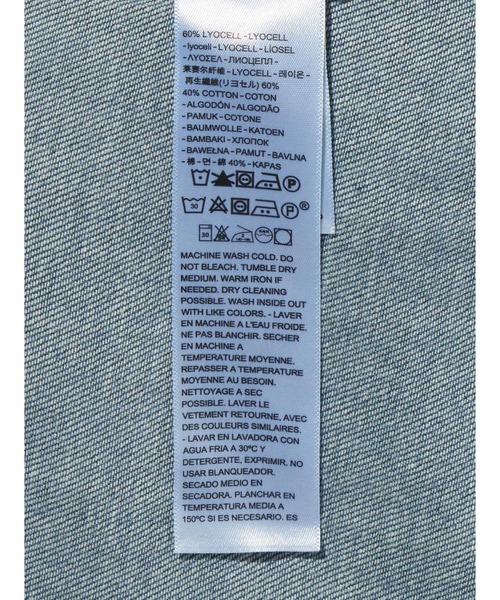 60% LYOCELL -LYOCELL
-lyocell -LYOCELL - LİOSEL
-ΛΥΟΣΕΛ -ЛИОЦЕЛЛ -
莱赛尔纤维 -LYOCELL -레이온 -
再生繊維(リヨセル) 60%
40% COTTON -COTON
-ALGODÓN -ALGODÃO
-PAMUK -COTONE
-BAUMWOLLE -KATOEN
-BAMBAKI -ХЛОПОК
-BAWEŁNA -PAMUT -BAVLNA
-棉 -면 -綿 40% -KAPAS
P
30 P®
30
MACHINE WASH COLD. DO
NOT BLEACH. TUMBLE DRY
MEDIUM. WARM IRON IF
NEEDED. DRY CLEANING
POSSIBLE. WASH INSIDE OUT
WITH LIKE COLORS. - LAVER
EN MACHINE A L'EAU FROIDE.
NE PAS BLANCHIR. SECHER
EN MACHINE A
TEMPERATURE MOYENNE.
REPASSER A TEMPERATURE
MOYENNE AU BESOIN.
NETTOYAGE A SEC
POSSIBLE. LAVER LE
VETEMENT RETOURNE, AVEC
DES COULEURS SIMILAIRES.
- LAVAR EN LAVADORA CON
AGUA FRIA A 30ºC Y
DETERGENTE, EXPRIMIR. NO
USAR BLANQUEADOR.
SECADO MEDIO EN
SECADORA. PLANCHAR EN
TEMPERATURA MEDIA A
150ºC SI ES NECESARIO. ES